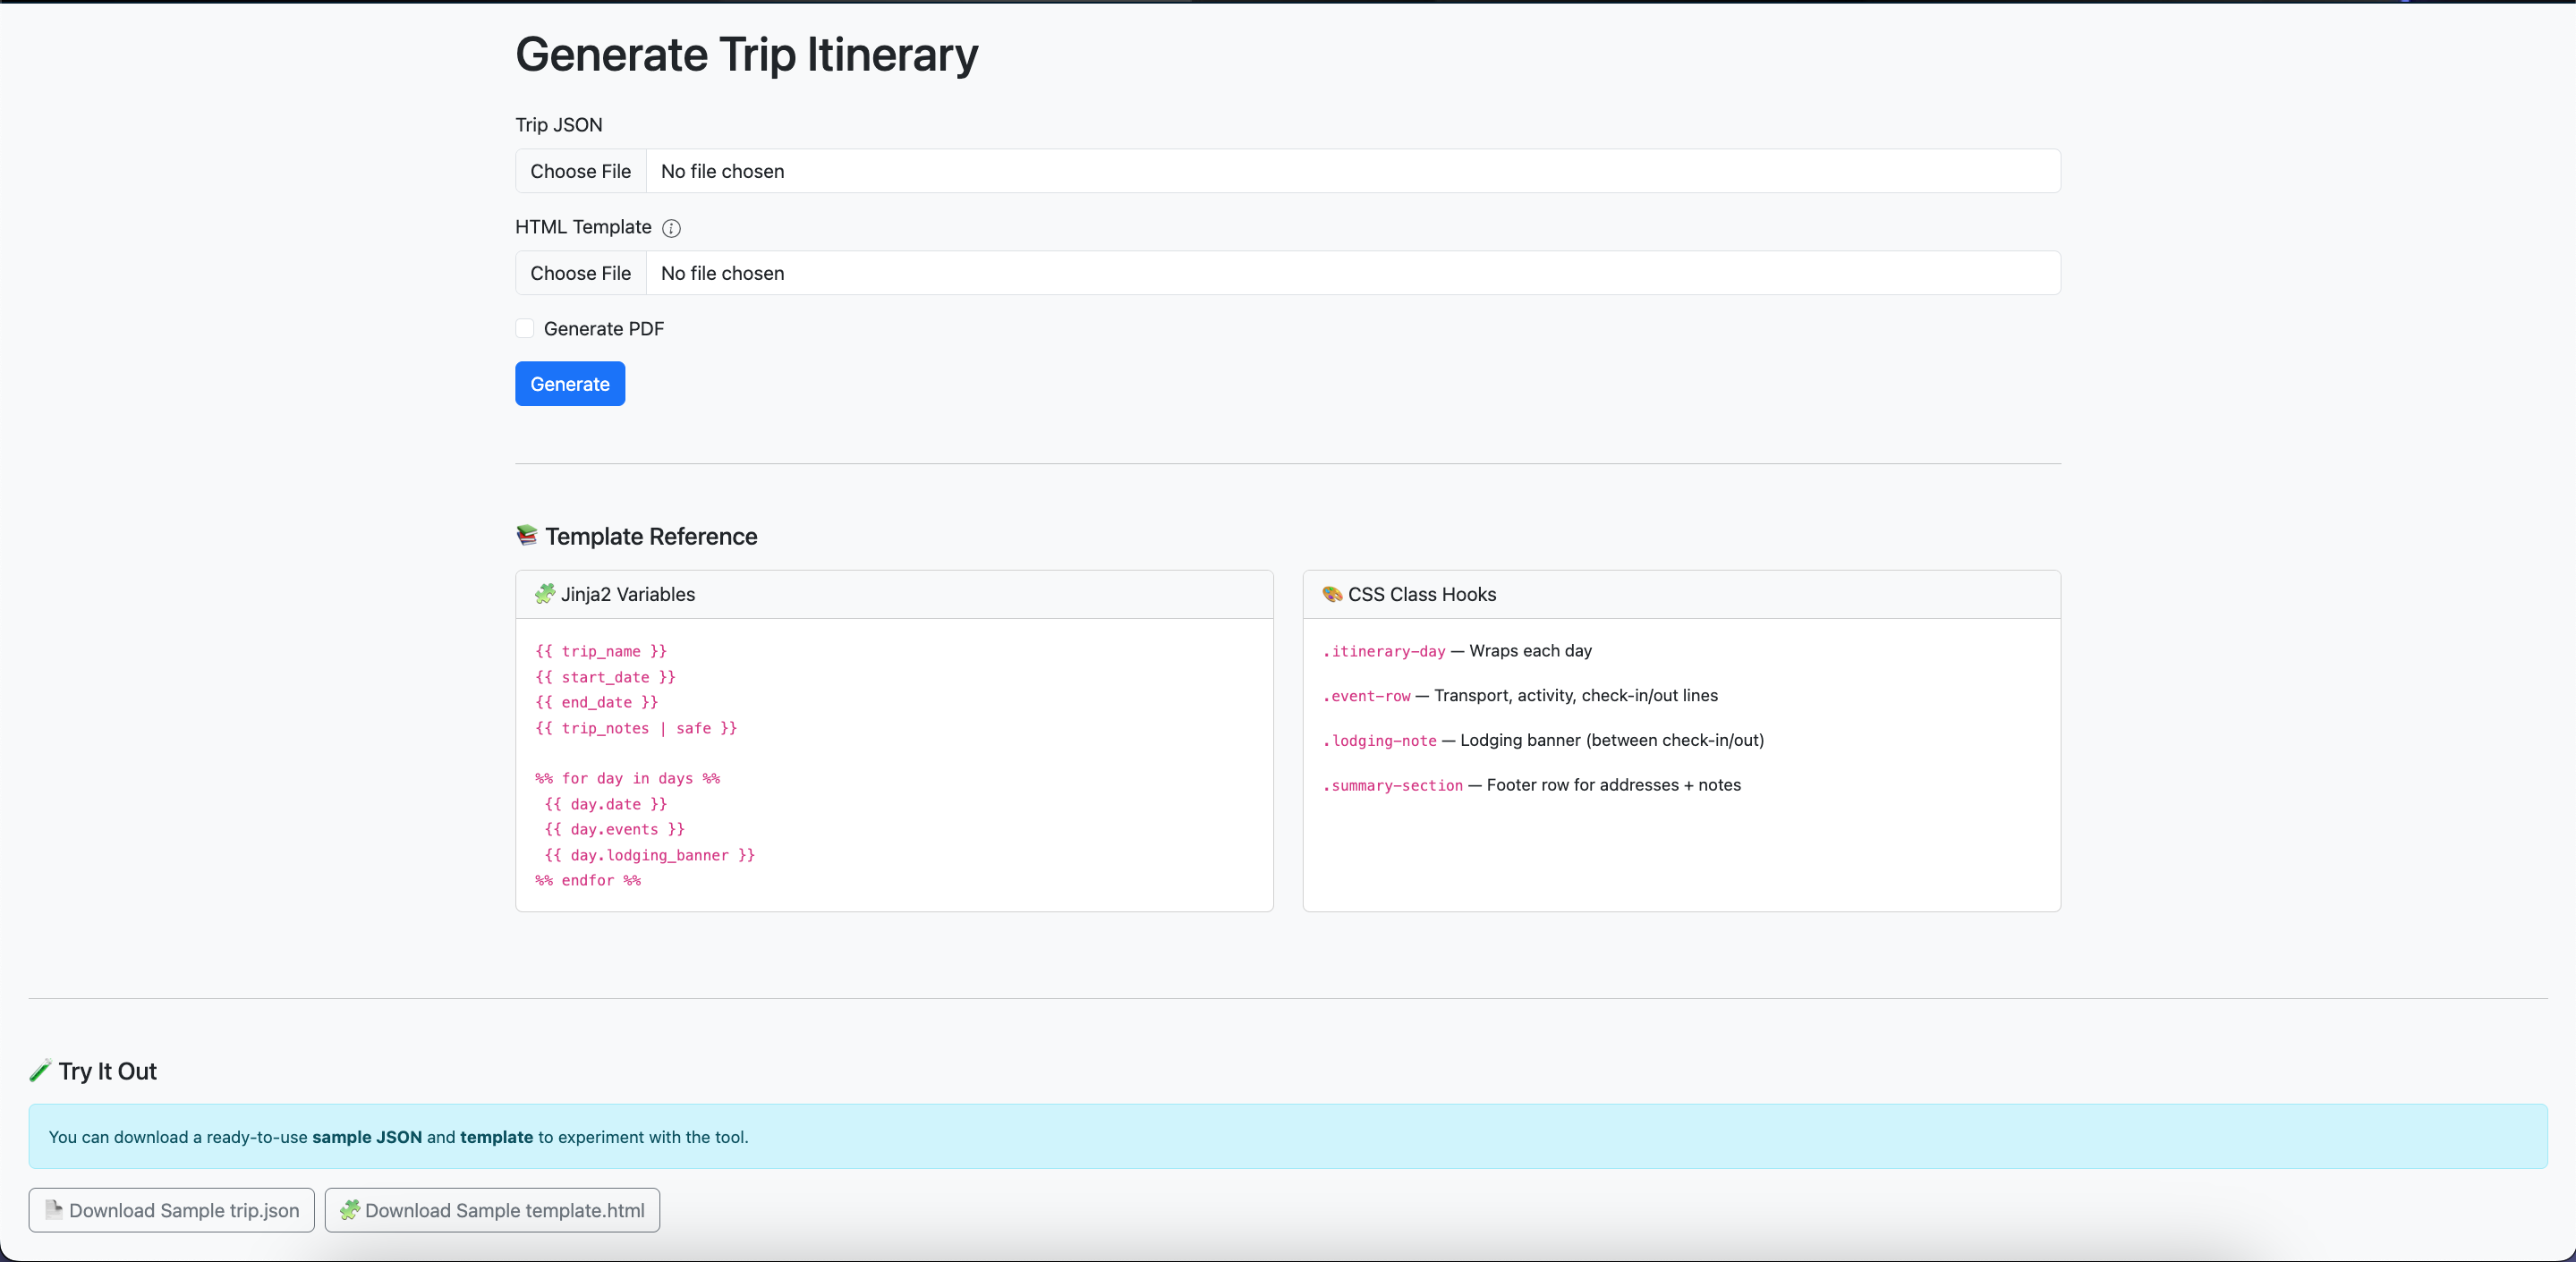 Generate Trip Itinerary
Trip JSON
Choose File No file chosen
HTML Template
Choose File No file chosen
Generate PDF
Generate
Template Reference
Jinja2 Variables
{{ trip_name }}
{{ start_date }}
{{ end_date }}
{{ trip_notes | safe }}
%% for day in days %%
{{ day.date }}
{{ day.events }}
{{ day.lodging_banner }}
%% endfor %%
CSS Class Hooks
.itinerary-day — Wraps each day
.event-row — Transport, activity, check-in/out lines
.lodging-note — Lodging banner (between check-in/out)
.summary-section — Footer row for addresses + notes
Try It Out
You can download a ready-to-use sample JSON and template to experiment with the tool.
Download Sample trip.json
Download Sample template.html